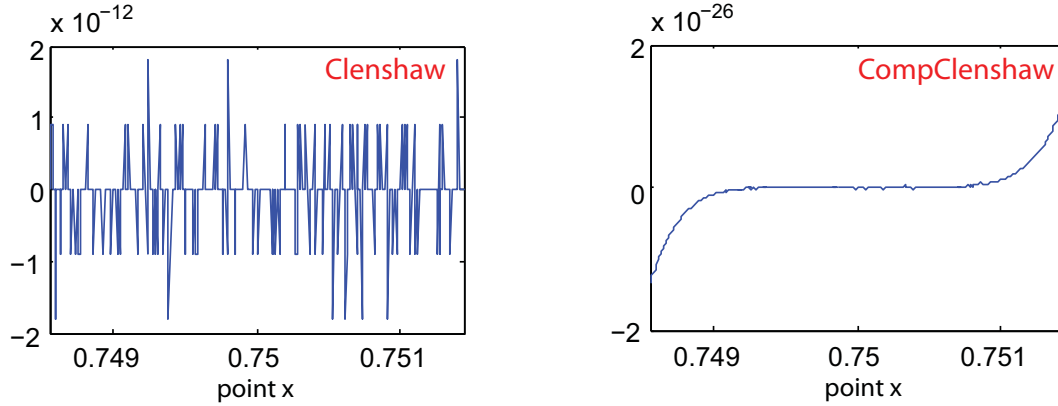 x 10⁻¹²
2
Clenshaw
1
0
−1
−2
0.749 0.75 0.751
point x
x 10⁻²⁶
2
CompClenshaw
0
−2
0.749 0.75 0.751
point x